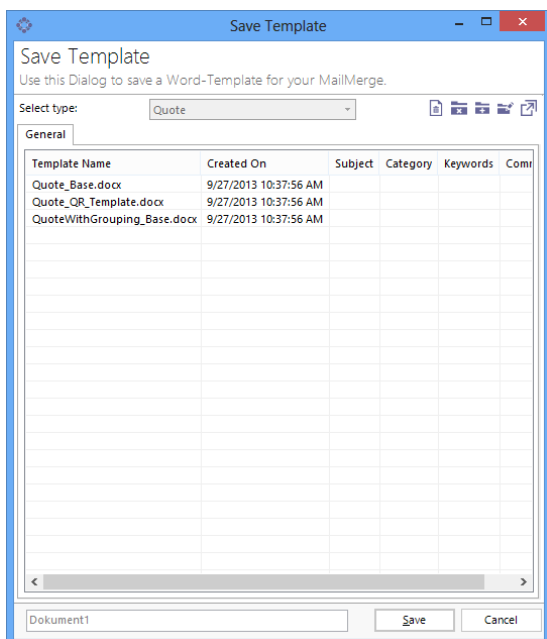 Save Template
Save Template
Use this Dialog to save a Word-Template for your MailMerge.
Select type: Quote
General
Template Name Created On Subject Category Keywords Comr
Quote_Base.docx 9/27/2013 10:37:56 AM
Quote_QR_Template.docx 9/27/2013 10:37:56 AM
QuoteWithGrouping_Base.docx 9/27/2013 10:37:56 AM
Dokument1 Save Cancel